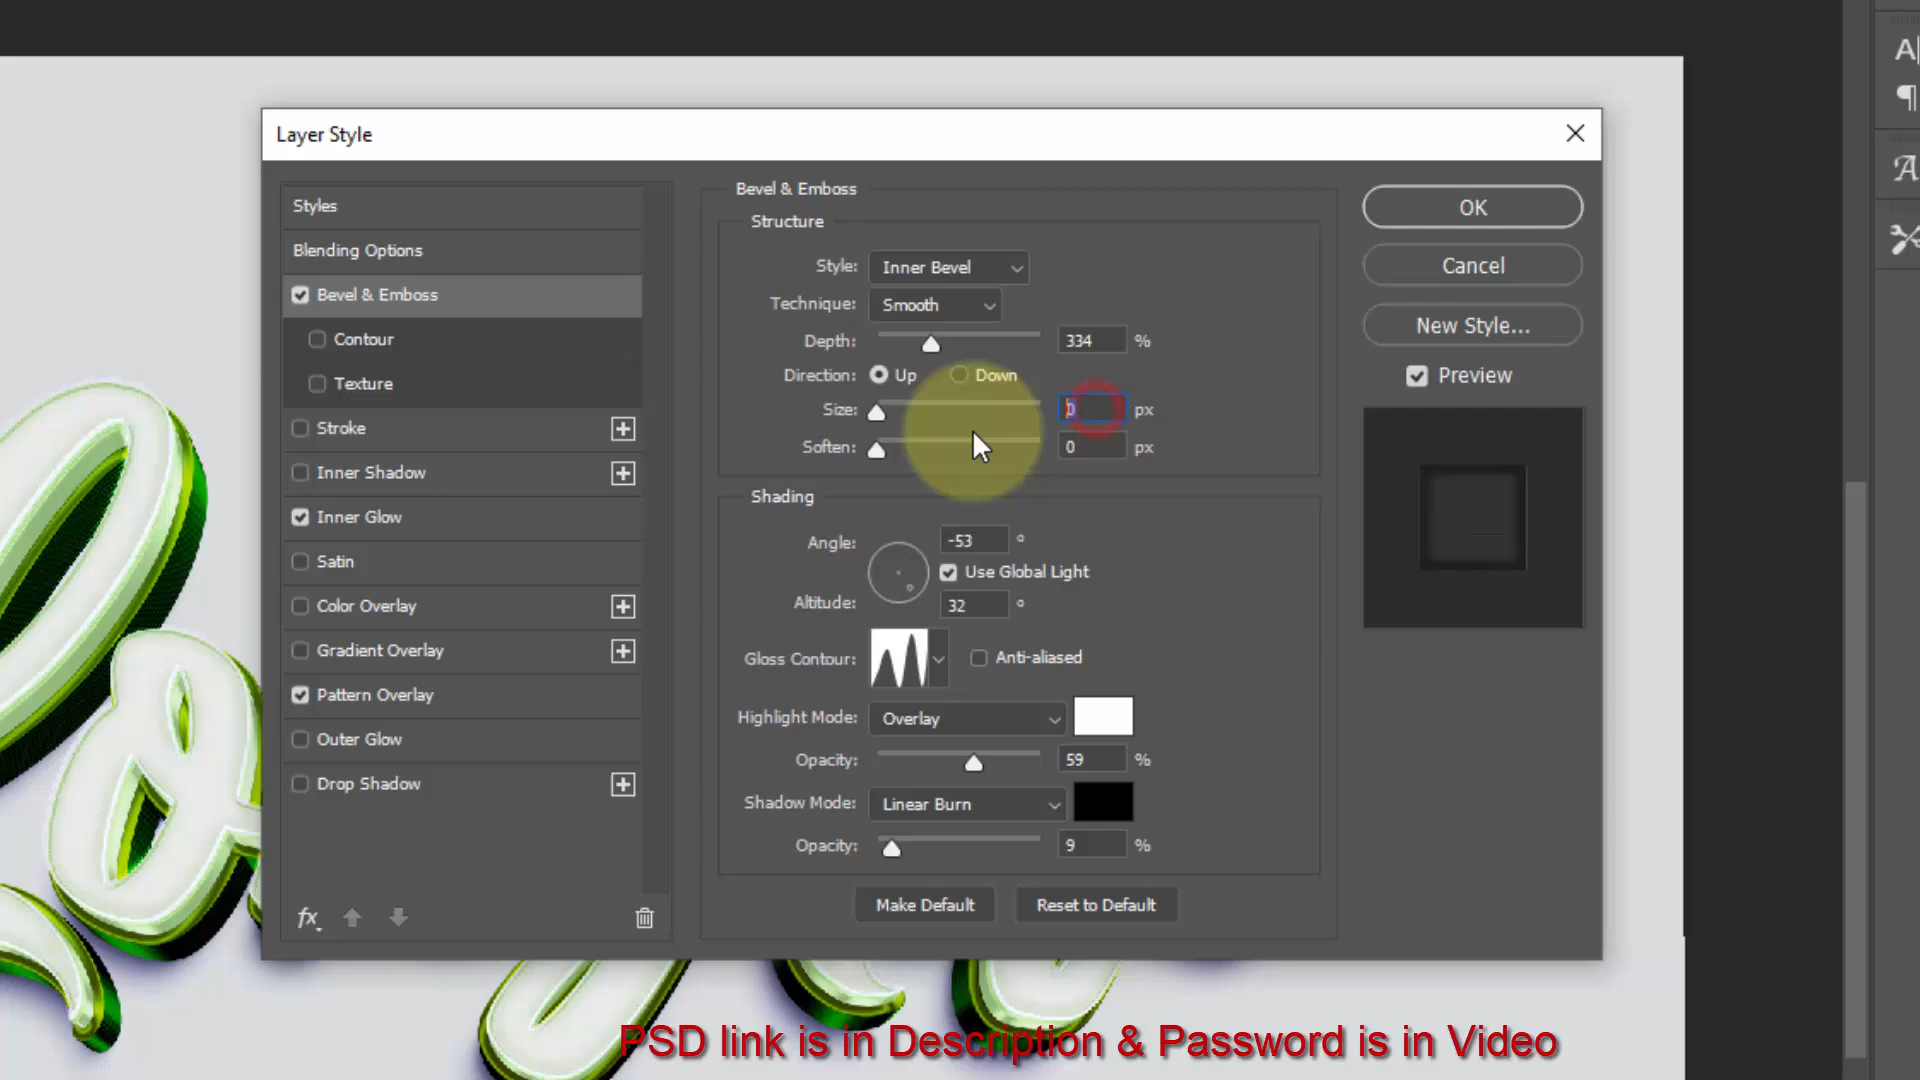 Layer Style
Styles
Blending Options
Bevel & Emboss
Contour
Texture
Stroke
Inner Shadow
Inner Glow
Satin
Color Overlay
Gradient Overlay
Pattern Overlay
Outer Glow
Drop Shadow
fx
Bevel & Emboss
Structure
Style: Inner Bevel
Technique: Smooth
Depth: 334 %
Direction: Up Down
Size: 0 px
Soften: 0 px
Shading
Angle: -53 °
Use Global Light
Altitude: 32 °
Gloss Contour: Anti-aliased
Highlight Mode: Overlay
Opacity: 59 %
Shadow Mode: Linear Burn
Opacity: 9 %
Make Default Reset to Default
OK
Cancel
New Style...
Preview
PSD link is in Description & Password is in Video